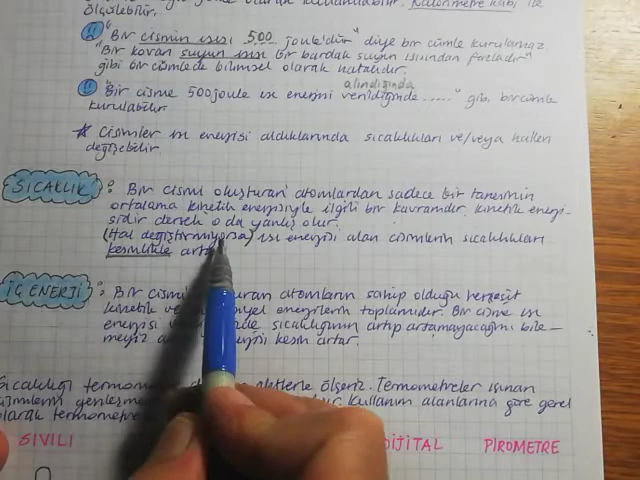 ölçülebilir.
"Bir cismin ısısı 500 joule'dür" diye bir cümle kurulamaz.
"Bir kovan suyun ısısı bir bardak suyun ısısından fazladır"
gibi bir cümlede bilimsel olarak hatalıdır.
alındığında
"Bir cisme 500 joule ısı enerjisi verildiğinde ....." gibi bir cümle
kurulabilir
* Cisimler ısı enerjisi aldıklarında sıcaklıkları ve/veya halleri
değişebilir
SICAKLIK : Bir cismi oluşturan atomlardan sadece bir tanesinin
ortalama kinetik enerjisiyle ilgili bir kavramdır. kinetik enerji-
sidir dersek o da yanlış olur.
(Hal değiştirmiyorsa) ısı enerjisi alan cisimlerin sıcaklıkları
kesinlikle
İÇ ENERJİ : Bir atomların sahip olduğu herçeşit
kinetik enerjilerin toplamıdır. Bir cisme ısı
enerjisi sıcaklığının artıp artamayacağını bile-
meyiz kesin artar.
Sıcaklığı aletlerle ölçeriz. Termometreler ısınan
kullanım alanlarına göre genel
olarak
SIVILI DİJİTAL PİROMETRE